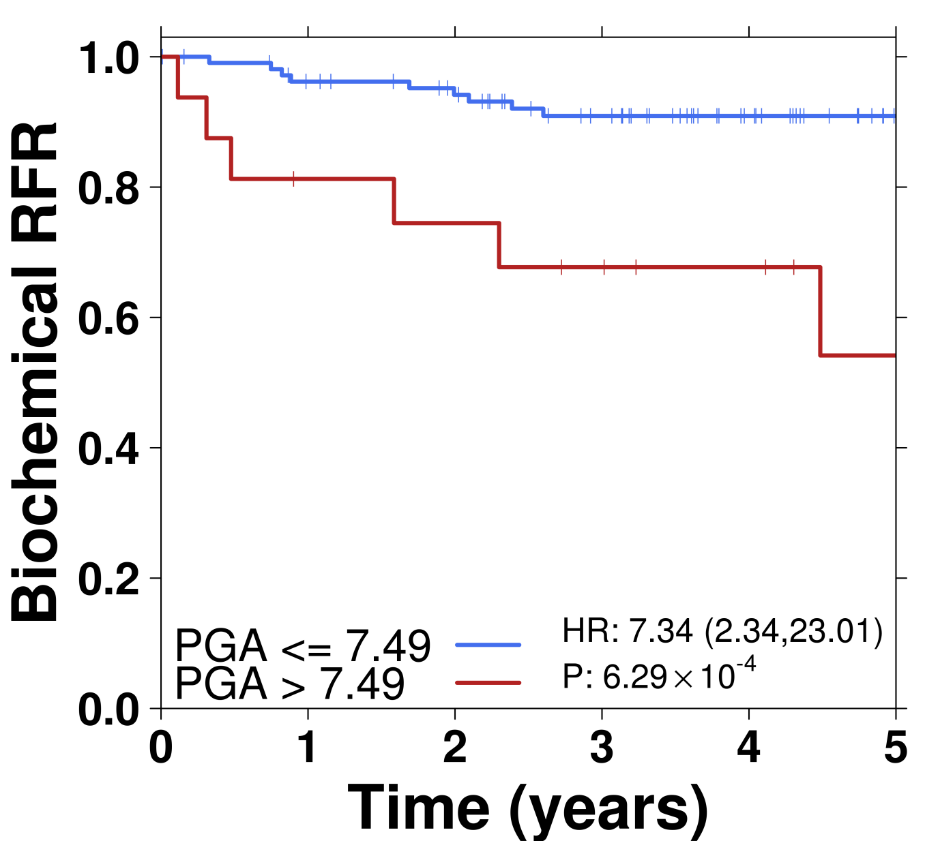 Biochemical RFR
1.0
0.8
0.6
0.4
0.2
0.0
PGA <= 7.49
PGA > 7.49
HR: 7.34 (2.34,23.01)
P: 6.29×10⁻⁴
0 1 2 3 4 5
Time (years)